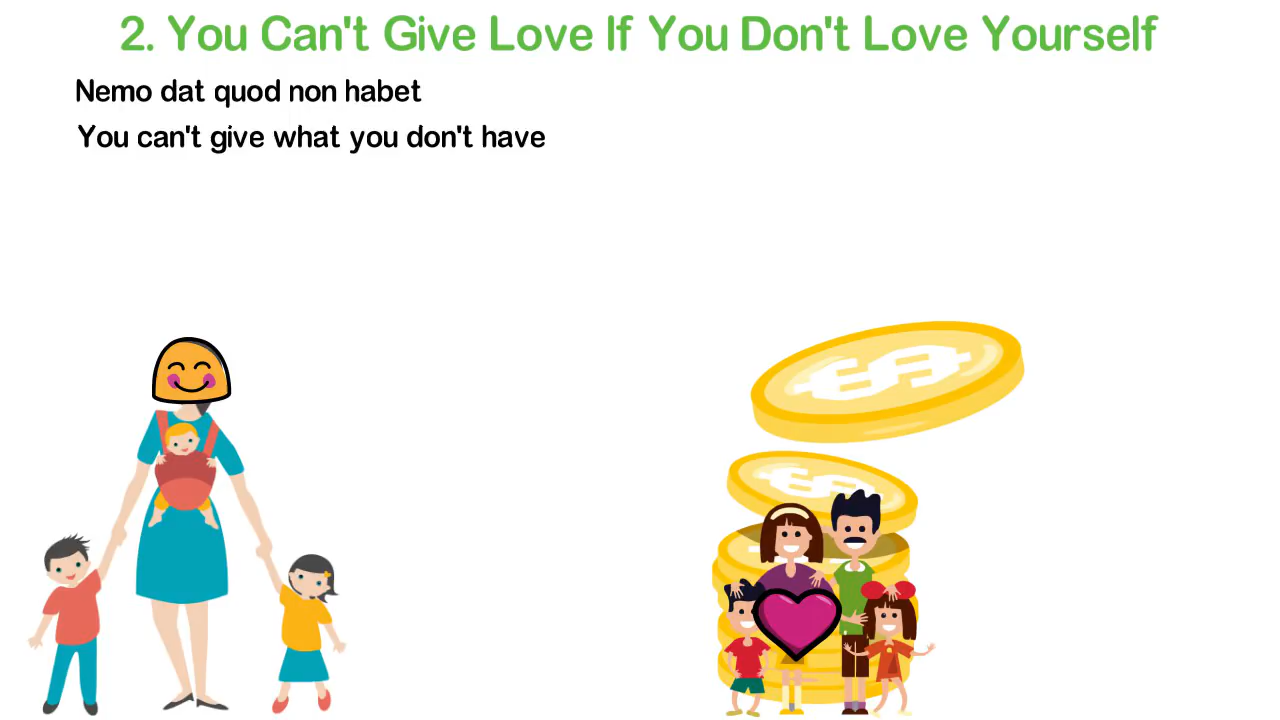 2. You Can't Give Love If You Don't Love Yourself
Nemo dat quod non habet
You can't give what you don't have